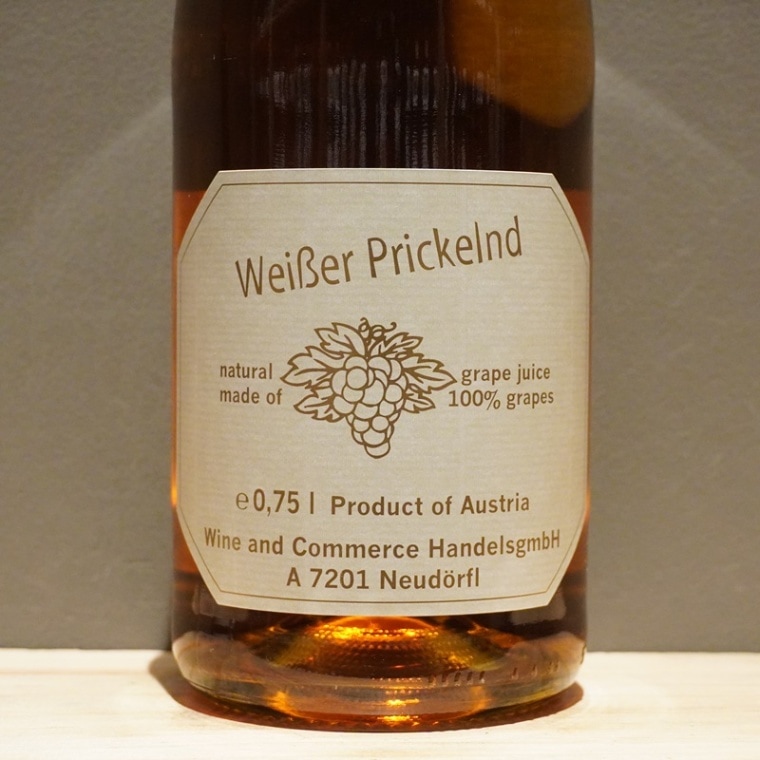 Weißer Prickelnd
natural grape juice
made of 100% grapes
℮ 0,75 l Product of Austria
Wine and Commerce HandelsgmbH
A 7201 Neudörfl